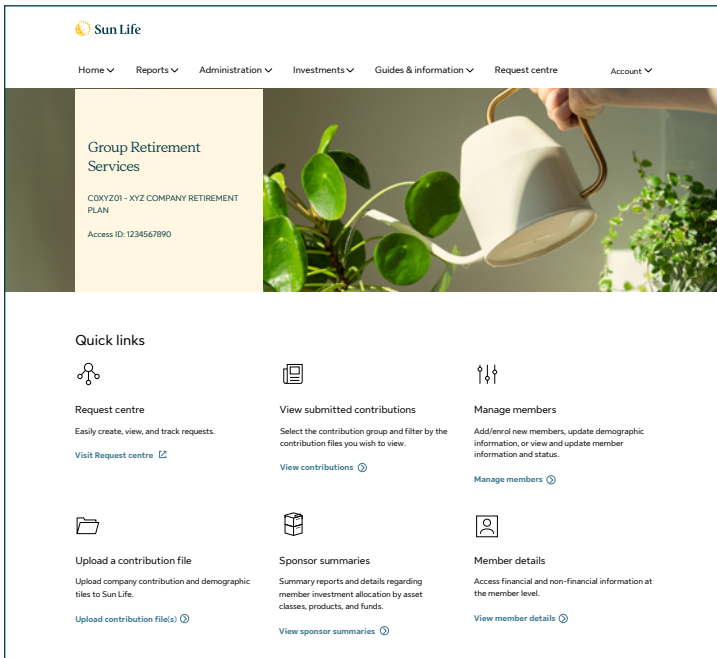 Sun Life
Home Reports Administration Investments Guides & information Request centre Account
Group Retirement
Services
C0XYZ01 - XYZ COMPANY RETIREMENT
PLAN
Access ID: 1234567890
Quick links
Request centre
Easily create, view, and track requests.
Visit Request centre
View submitted contributions
Select the contribution group and filter by the
contribution files you wish to view.
View contributions
Manage members
Add/enrol new members, update demographic
information, or view and update member
information and status.
Manage members
Upload a contribution file
Upload company contribution and demographic
tiles to Sun Life.
Upload contribution file(s)
Sponsor summaries
Summary reports and details regarding
member investment allocation by asset
classes, products, and funds.
View sponsor summaries
Member details
Access financial and non-financial information at
the member level.
View member details